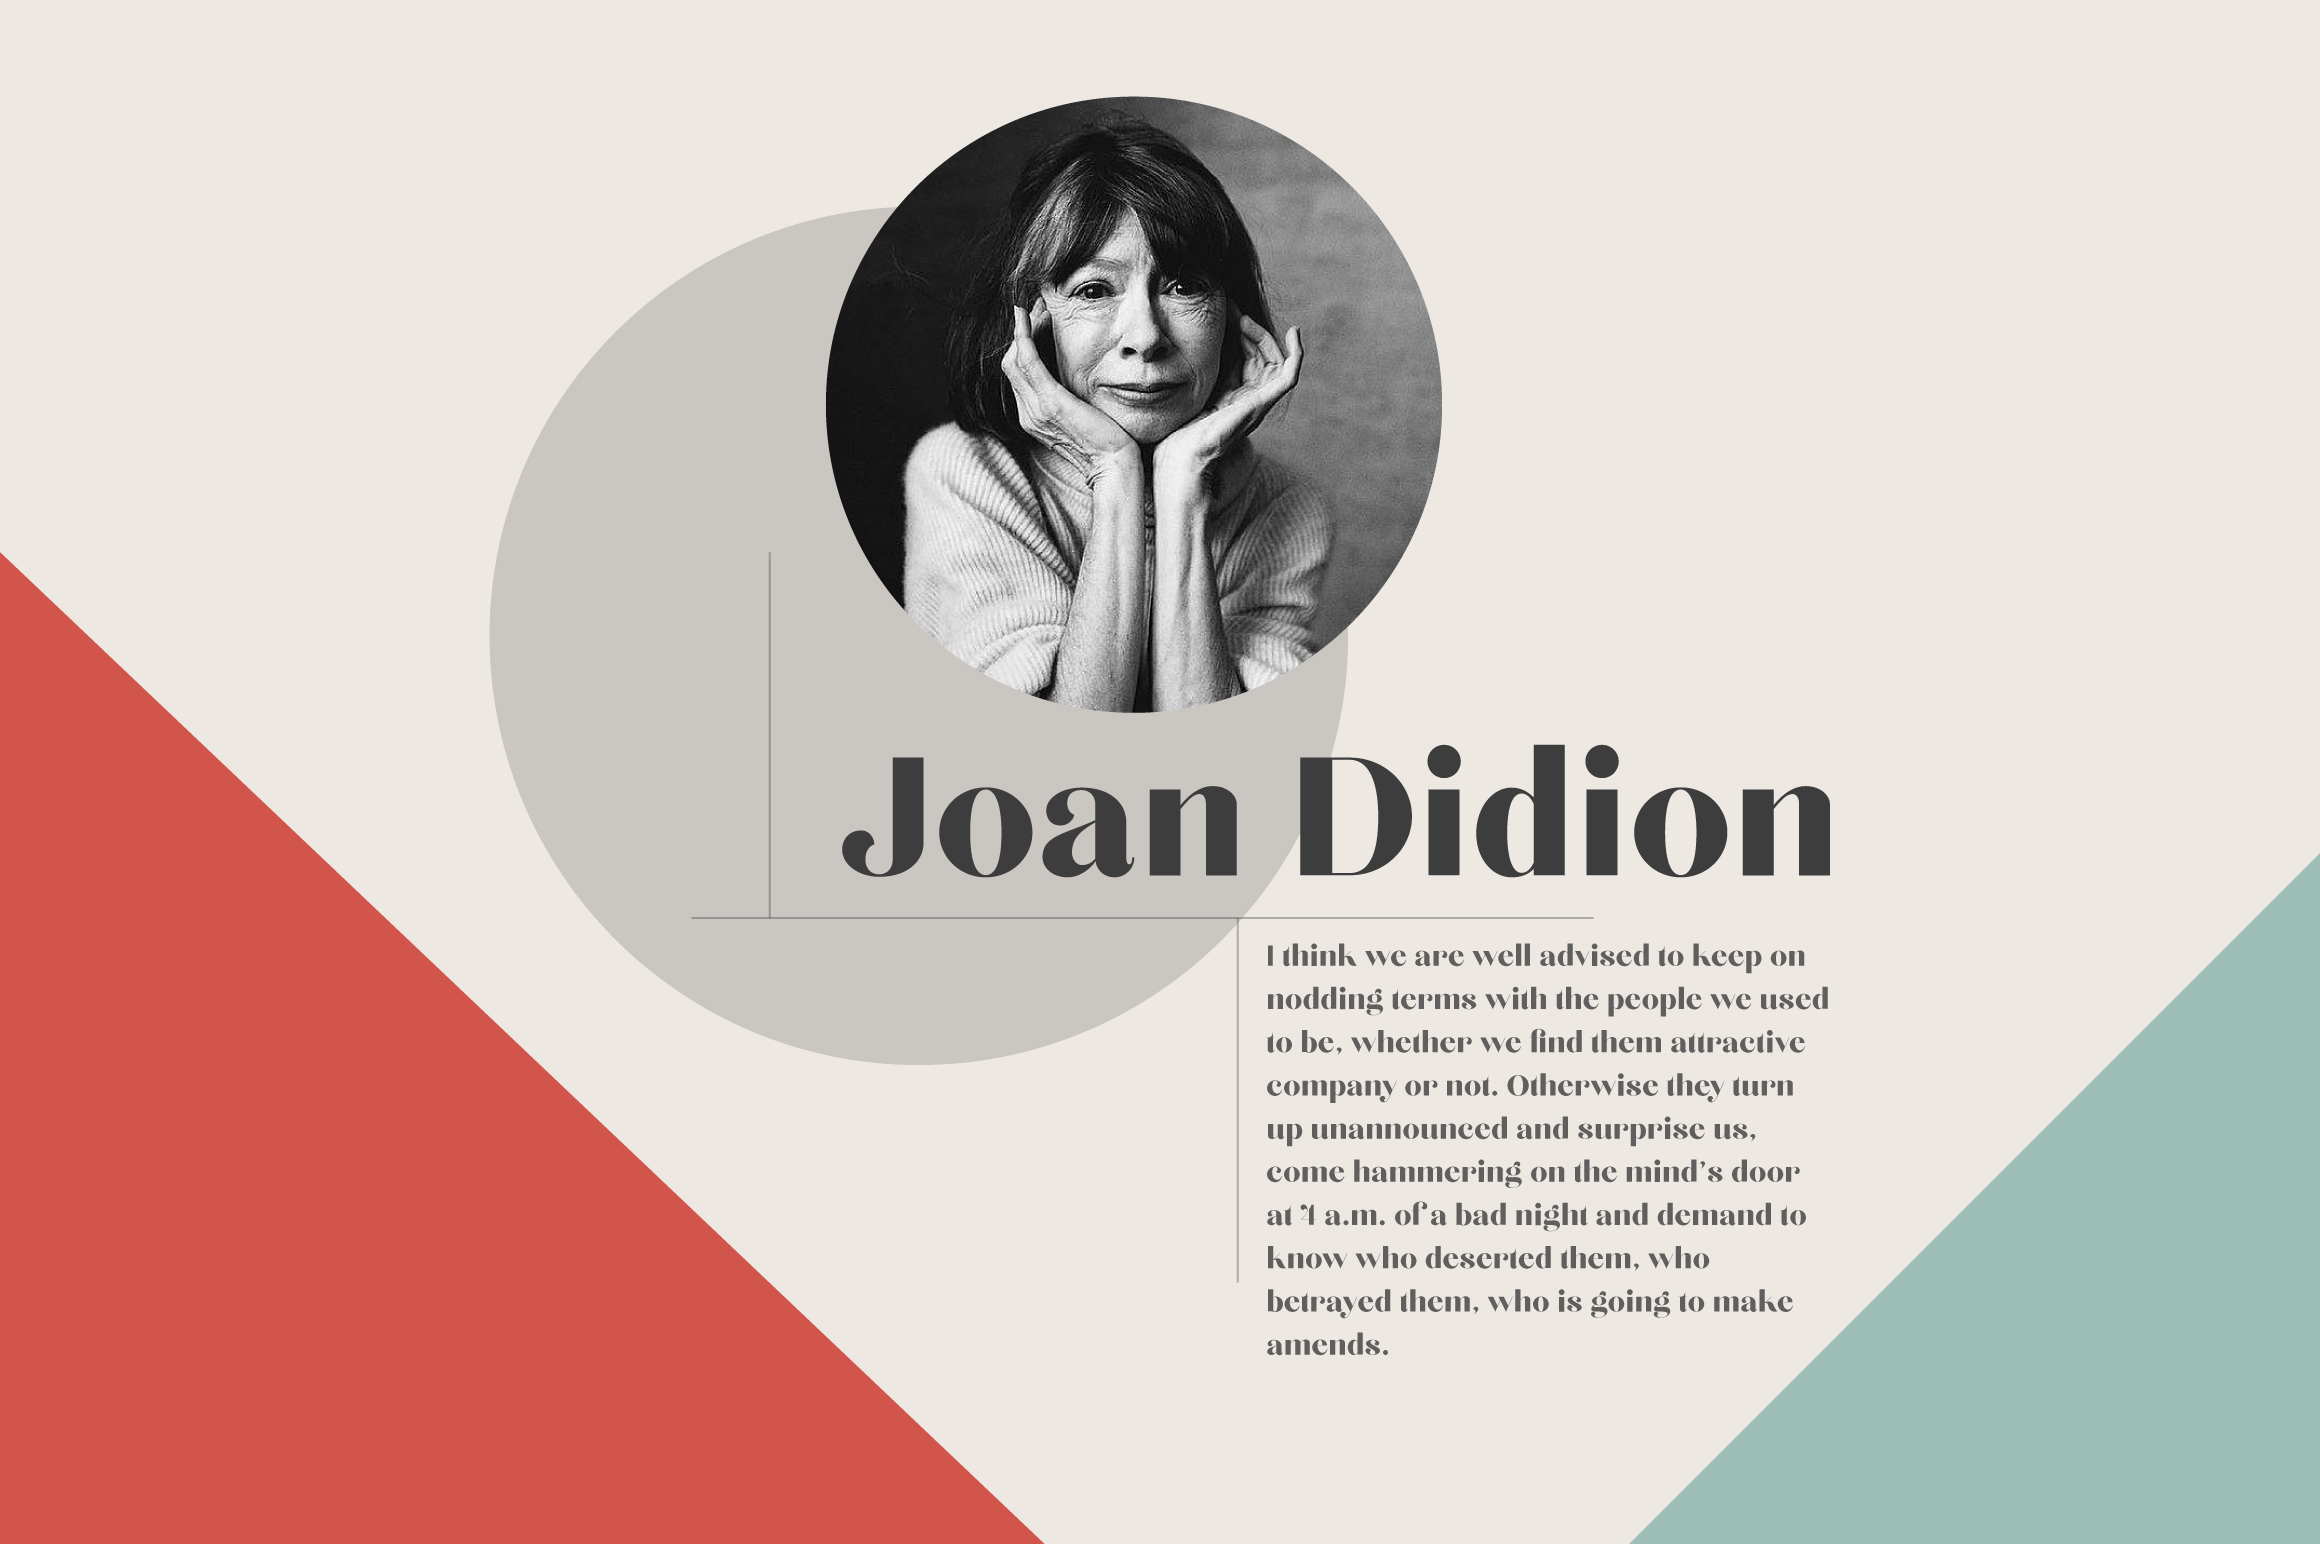 Joan Didion
I think we are well advised to keep on
nodding terms with the people we used
to be, whether we find them attractive
company or not. Otherwise they turn
up unannounced and surprise us,
come hammering on the mind’s door
at 4 a.m. of a bad night and demand to
know who deserted them, who
betrayed them, who is going to make
amends.